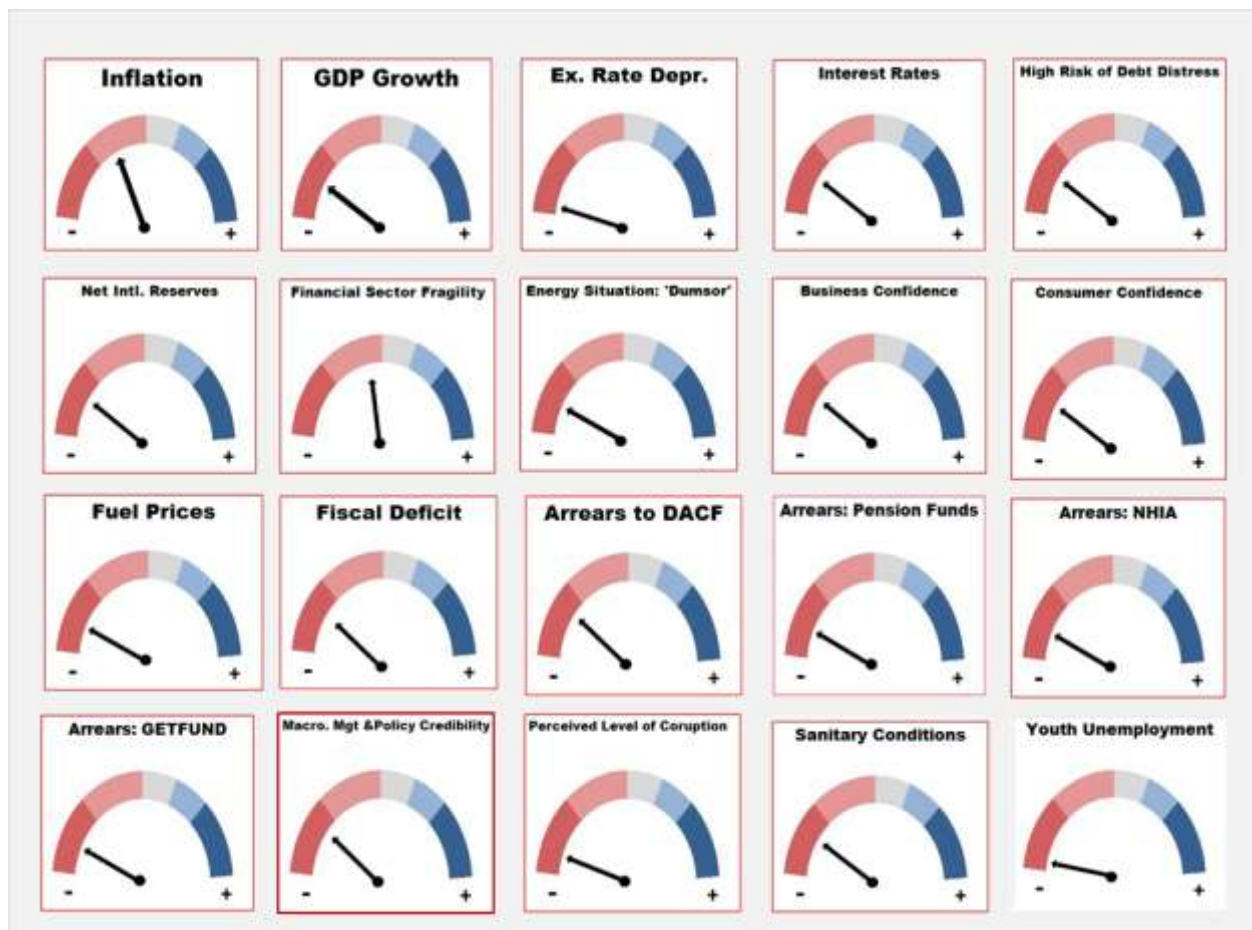 Inflation
GDP Growth
Ex. Rate Depr.
Interest Rates
High Risk of Debt Distress
- +
- +
- +
- +
- +
Net Intl. Reserves
Financial Sector Fragility
Energy Situation: 'Dumsor'
Business Confidence
Consumer Confidence
- +
- +
- +
- +
- +
Fuel Prices
Fiscal Deficit
Arrears to DACF
Arrears: Pension Funds
Arrears: NHIA
- +
- +
- +
- +
- +
Arrears: GETFUND
Macro. Mgt &Policy Credibility
Perceived Level of Coruption
Sanitary Conditions
Youth Unemployment
- +
- +
- +
- +
- +